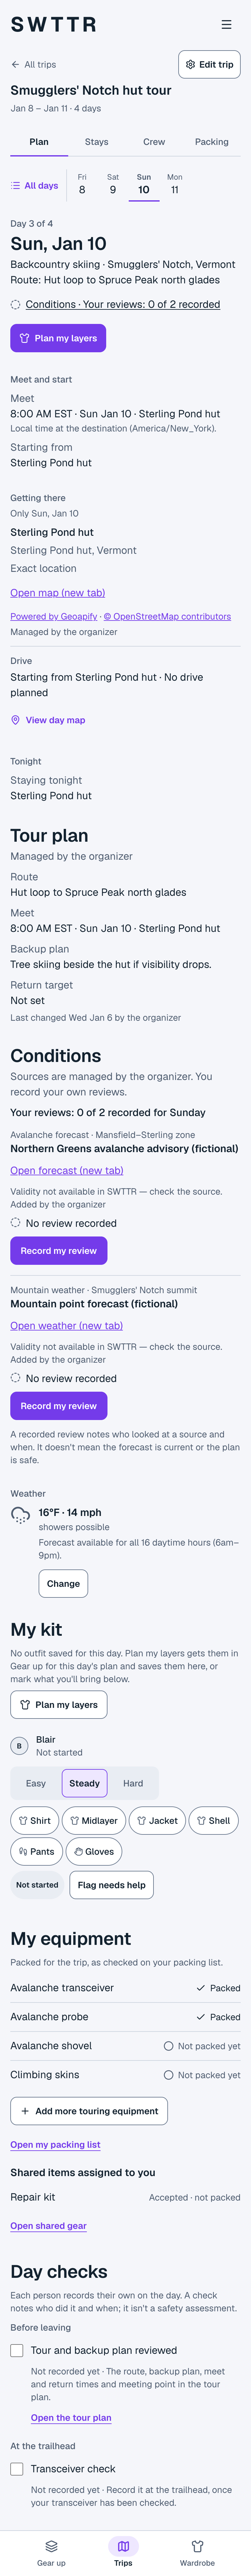 SWTTR
All trips
Edit trip
Smugglers' Notch hut tour
Jan 8 – Jan 11 · 4 days
Plan Stays Crew Packing
All days
Fri Sat Sun Mon
8 9 10 11
Day 3 of 4
Sun, Jan 10
Backcountry skiing · Smugglers' Notch, Vermont
Route: Hut loop to Spruce Peak north glades
Conditions · Your reviews: 0 of 2 recorded
Plan my layers
Meet and start
Meet
8:00 AM EST · Sun Jan 10 · Sterling Pond hut
Local time at the destination (America/New_York).
Starting from
Sterling Pond hut
Getting there
Only Sun, Jan 10
Sterling Pond hut
Sterling Pond hut, Vermont
Exact location
Open map (new tab)
Powered by Geoapify · © OpenStreetMap contributors
Managed by the organizer
Drive
Starting from Sterling Pond hut · No drive
planned
View day map
Tonight
Staying tonight
Sterling Pond hut
Tour plan
Managed by the organizer
Route
Hut loop to Spruce Peak north glades
Meet
8:00 AM EST · Sun Jan 10 · Sterling Pond hut
Backup plan
Tree skiing beside the hut if visibility drops.
Return target
Not set
Last changed Wed Jan 6 by the organizer
Conditions
Sources are managed by the organizer. You
record your own reviews.
Your reviews: 0 of 2 recorded for Sunday
Avalanche forecast · Mansfield–Sterling zone
Northern Greens avalanche advisory (fictional)
Open forecast (new tab)
Validity not available in SWTTR — check the source.
Added by the organizer
No review recorded
Record my review
Mountain weather · Smugglers' Notch summit
Mountain point forecast (fictional)
Open weather (new tab)
Validity not available in SWTTR — check the source.
Added by the organizer
No review recorded
Record my review
A recorded review notes who looked at a source and
when. It doesn't mean the forecast is current or the plan
is safe.
Weather
16°F · 14 mph
showers possible
Forecast available for all 16 daytime hours (6am–
9pm).
Change
My kit
No outfit saved for this day. Plan my layers gets them in
Gear up for this day's plan and saves them here, or
mark what you'll bring below.
Plan my layers
B
Blair
Not started
Easy Steady Hard
Shirt Midlayer Jacket Shell
Pants Gloves
Not started Flag needs help
My equipment
Packed for the trip, as checked on your packing list.
Avalanche transceiver Packed
Avalanche probe Packed
Avalanche shovel Not packed yet
Climbing skins Not packed yet
Add more touring equipment
Open my packing list
Shared items assigned to you
Repair kit Accepted · not packed
Open shared gear
Day checks
Each person records their own on the day. A check
notes who did it and when; it isn't a safety assessment.
Before leaving
Tour and backup plan reviewed
Not recorded yet · The route, backup plan, meet
and return times and meeting point in the tour
plan.
Open the tour plan
At the trailhead
Transceiver check
Not recorded yet · Record it at the trailhead, once
your transceiver has been checked.
Gear up Trips Wardrobe